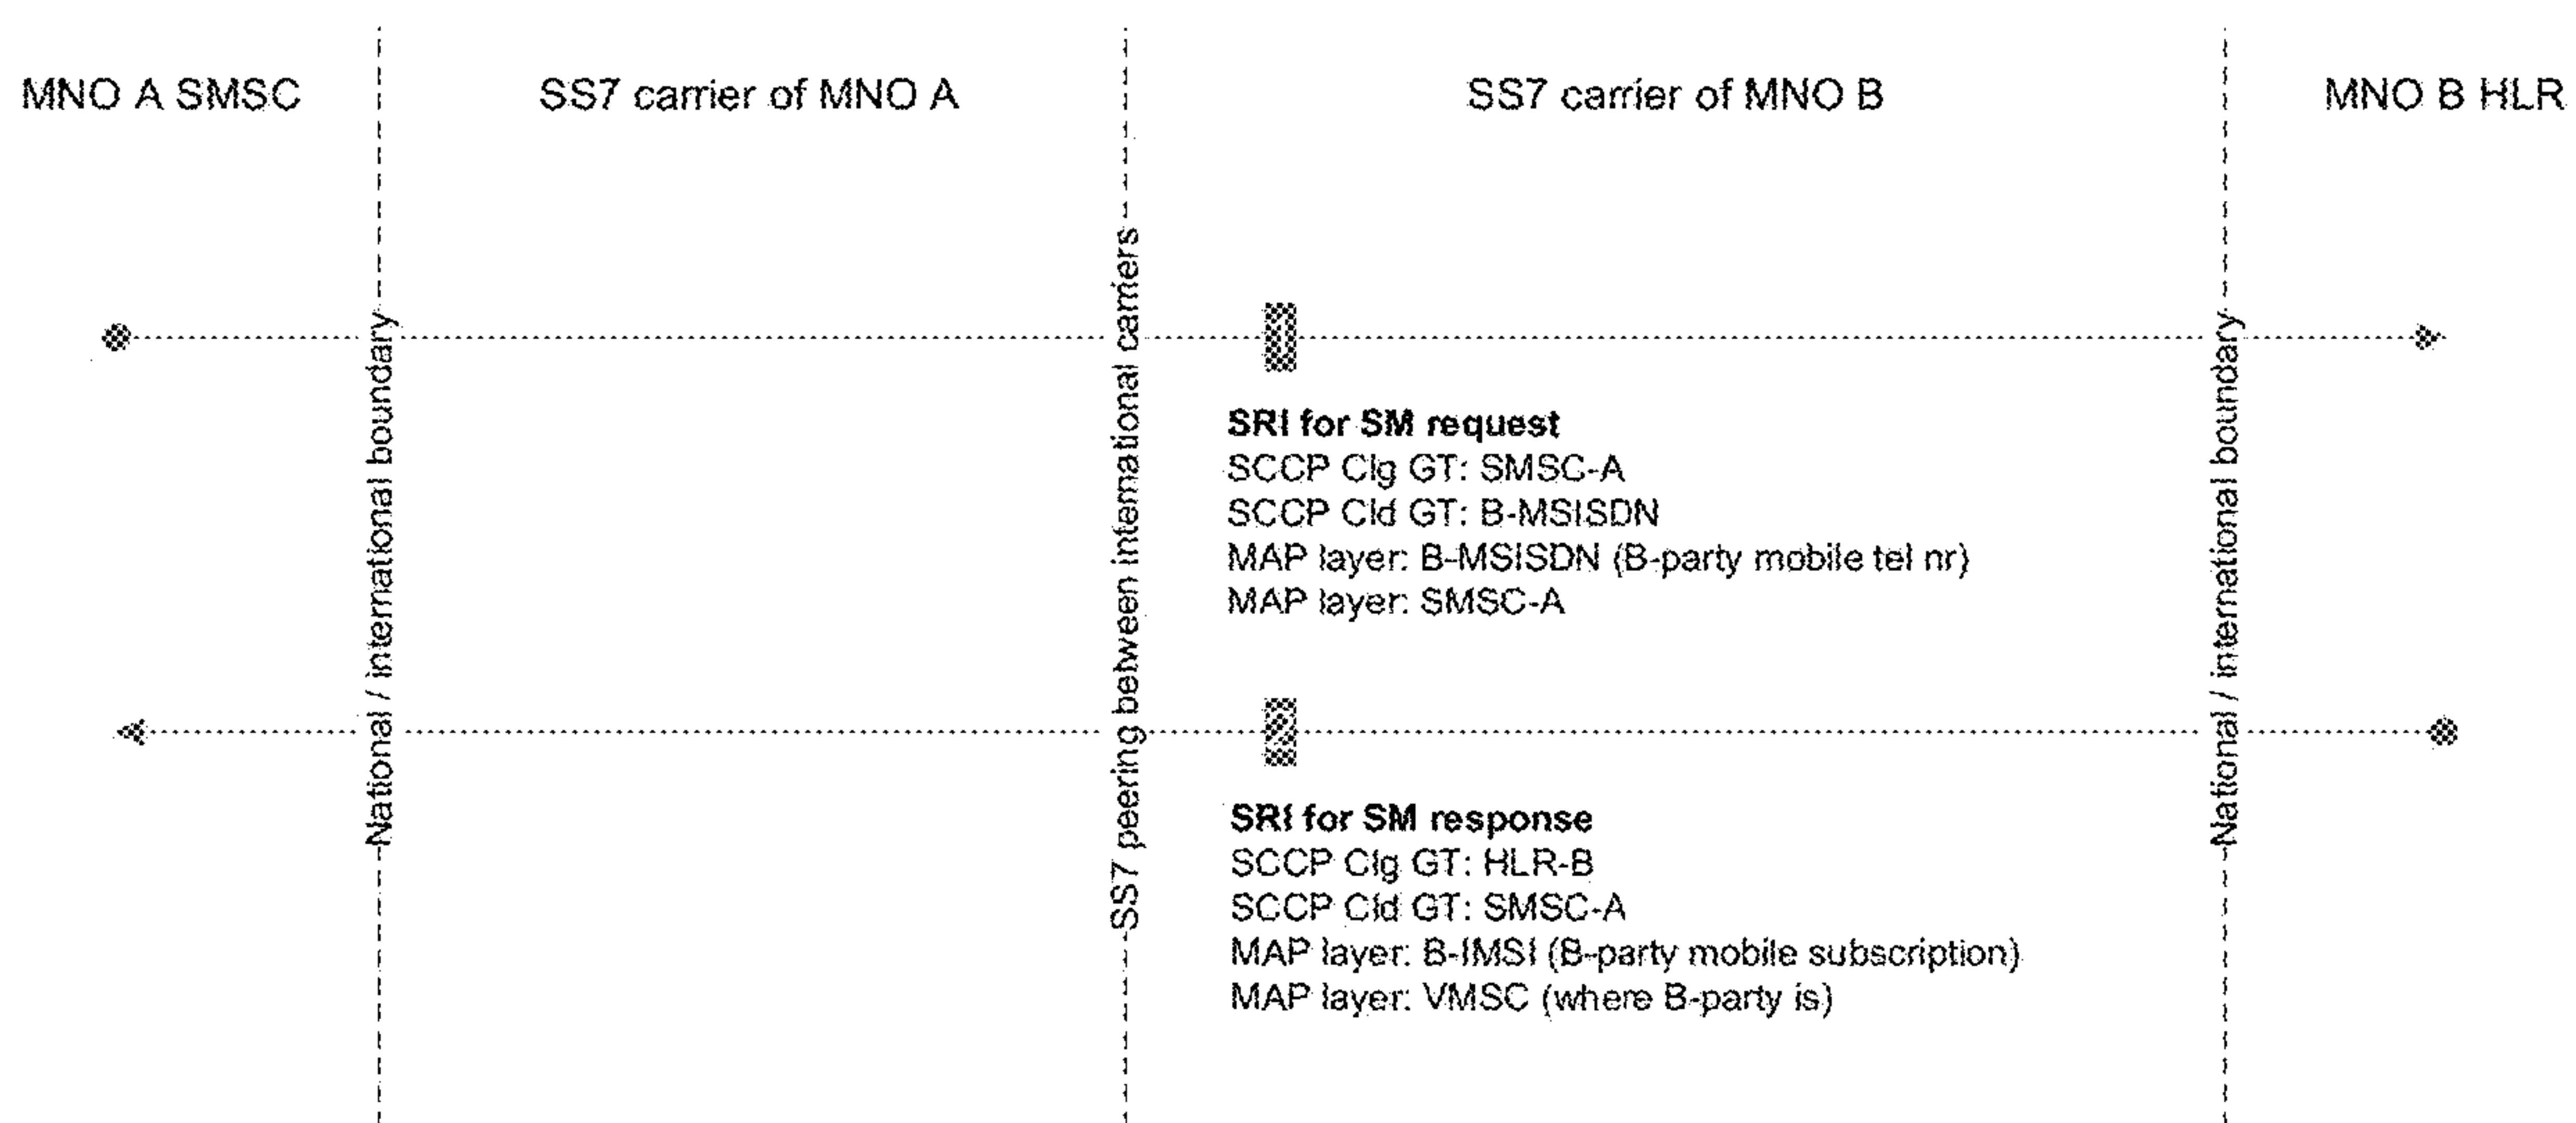 MNO A SMSC
SS7 carrier of MNO A
SS7 carrier of MNO B
MNO B HLR
National / international boundary
SS7 peering between international carriers
National / international boundary
1
SRI for SM request
SCCP Clg GT: SMSC-A
SCCP Cld GT: B-MSISDN
MAP layer: B-MSISDN (B-party mobile tel nr)
MAP layer: SMSC-A
2
SRI for SM response
SCCP Clg GT: HLR-B
SCCP Cld GT: SMSC-A
MAP layer: B-IMSI (B-party mobile subscription)
MAP layer: VMSC (where B-party is)